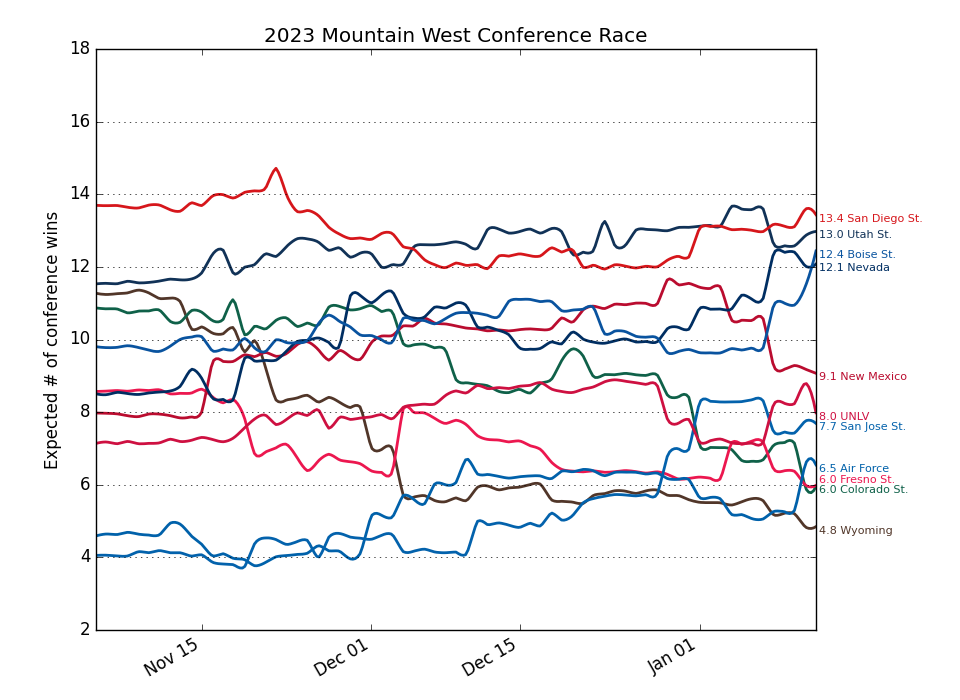 2023 Mountain West Conference Race
Expected # of conference wins
18
16
14
12
10
8
6
4
2
Nov 15
Dec 01
Dec 15
Jan 01
13.4 San Diego St.
13.0 Utah St.
12.4 Boise St.
12.1 Nevada
9.1 New Mexico
8.0 UNLV
7.7 San Jose St.
6.5 Air Force
6.0 Fresno St.
6.0 Colorado St.
4.8 Wyoming